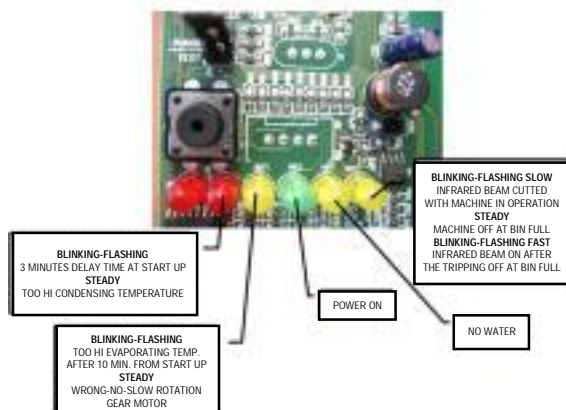 BLINKING-FLASHING SLOW
INFRARED BEAM CUTTED
WITH MACHINE IN OPERATION
STEADY
MACHINE OFF AT BIN FULL
BLINKING-FLASHING FAST
INFRARED BEAM ON AFTER
THE TRIPPING OFF AT BIN FULL
BLINKING-FLASHING
3 MINUTES DELAY TIME AT START UP
STEADY
TOO HI CONDENSING TEMPERATURE
POWER ON
NO WATER
BLINKING-FLASHING
TOO HI EVAPORATING TEMP.
AFTER 10 MIN. FROM START UP
STEADY
WRONG-NO-SLOW ROTATION
GEAR MOTOR